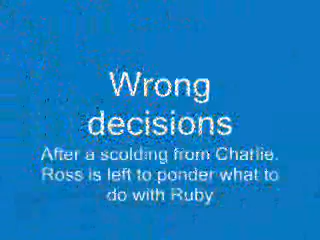 Wrong
decisions
After a scolding from Charlie.
Ross is left to ponder what to
do with Ruby